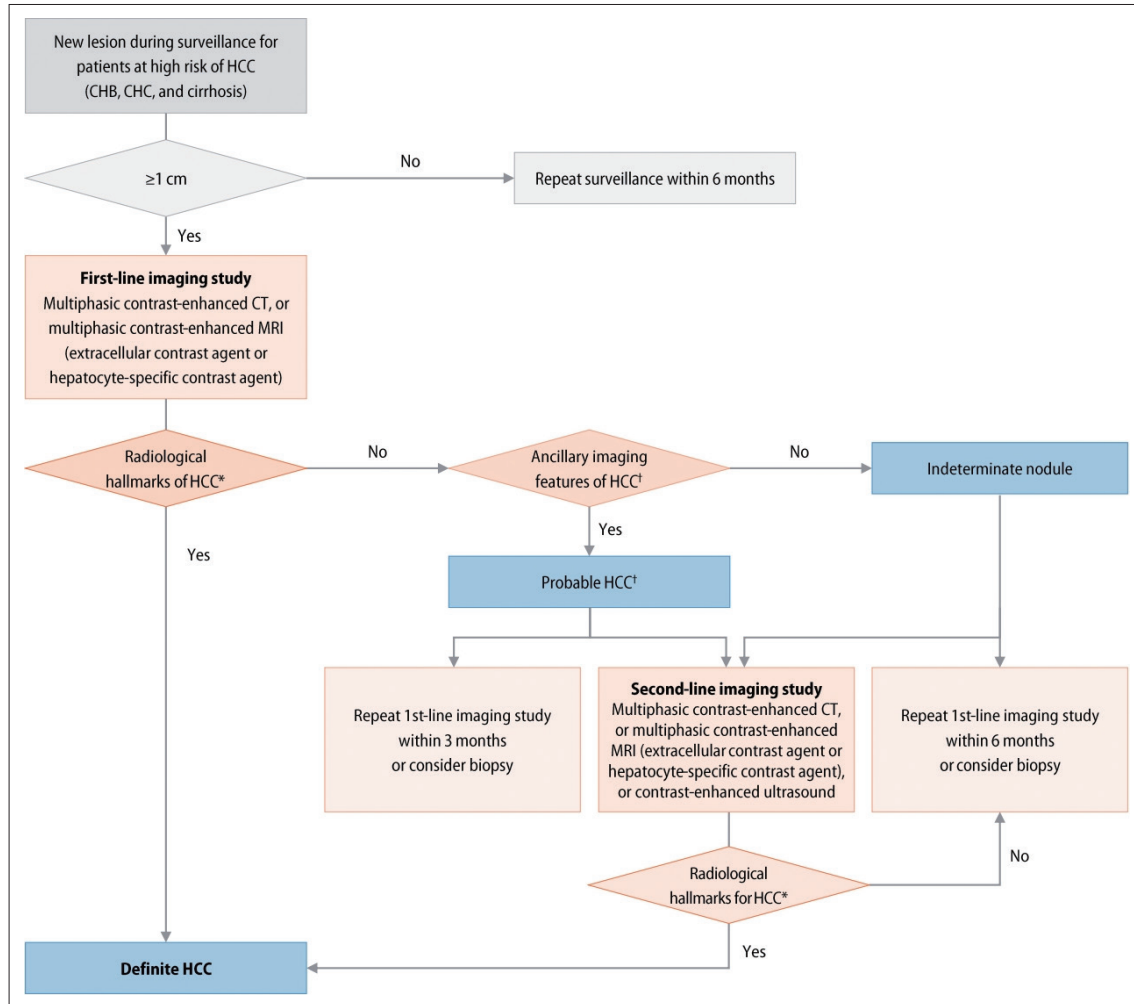 New lesion during surveillance for
patients at high risk of HCC
(CHB, CHC, and cirrhosis)
≥1 cm
No
Repeat surveillance within 6 months
Yes
First-line imaging study
Multiphasic contrast-enhanced CT, or
multiphasic contrast-enhanced MRI
(extracellular contrast agent or
hepatocyte-specific contrast agent)
Radiological
hallmarks of HCC*
No
Ancillary imaging
features of HCC†
No
Indeterminate nodule
Yes
Yes
Probable HCC†
Repeat 1st-line imaging study
within 3 months
or consider biopsy
Second-line imaging study
Multiphasic contrast-enhanced CT,
or multiphasic contrast-enhanced
MRI (extracellular contrast agent or
hepatocyte-specific contrast agent),
or contrast-enhanced ultrasound
Repeat 1st-line imaging study
within 6 months
or consider biopsy
Radiological
hallmarks for HCC*
No
Yes
Definite HCC